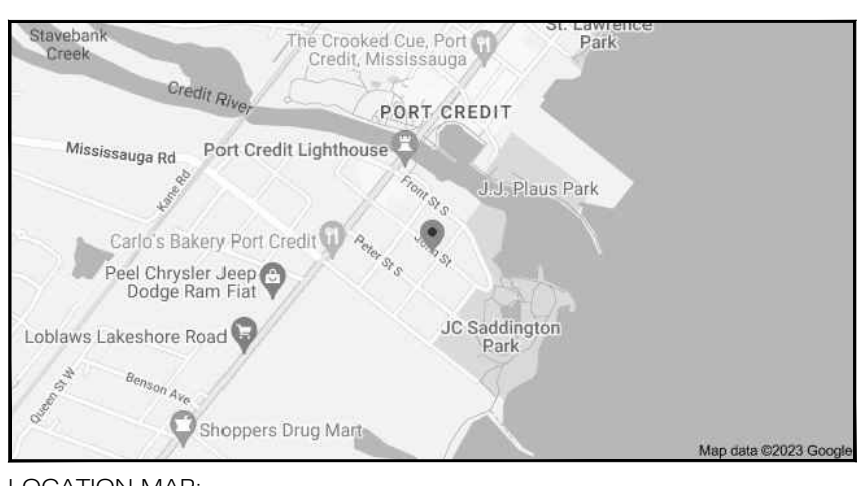 Stavebank
Creek
The Crooked Cue, Port
Credit, Mississauga
St. Lawrence
Park
Credit River
PORT CREDIT
Mississauga Rd
Port Credit Lighthouse
Kane Rd
Front St S
J.J. Plaus Park
Carlo's Bakery Port Credit
John St
Peter St S
Peel Chrysler Jeep
Dodge Ram Fiat
Loblaws Lakeshore Road
JC Saddington
Park
Benson Ave
Queen St W
Shoppers Drug Mart
Map data ©2023 Google
LOCATION MAP: